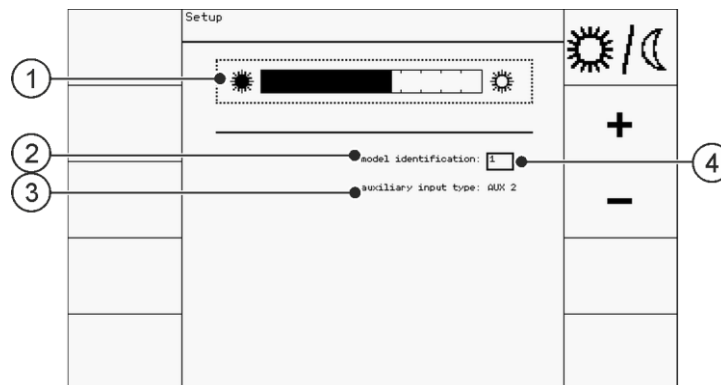 Setup
1
+
2
model identification: 1
4
3
auxiliary input type: AUX 2
−